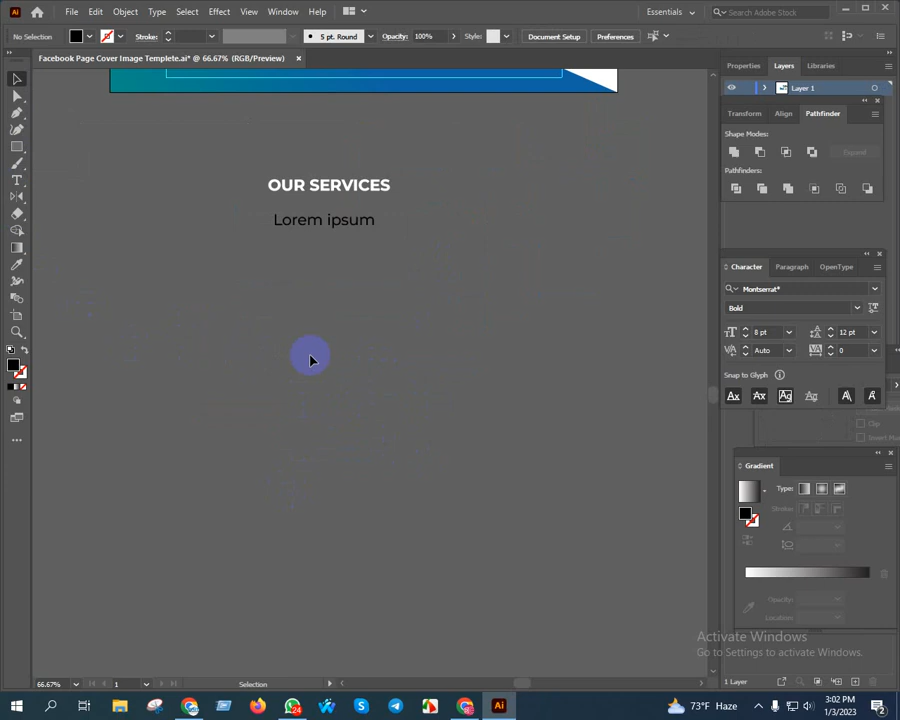 Ai File Edit Object Type Select Effect View Window Help Essentials Search Adobe Stock
No Selection Stroke: 5 pt. Round Opacity: 100% Style: Document Setup Preferences
Facebook Page Cover Image Templete.ai* @ 66.67% (RGB/Preview)
Properties Layers Libraries
Layer 1
Transform Align Pathfinder
Shape Modes:
Expand
Pathfinders:
OUR SERVICES
Lorem ipsum
Character Paragraph OpenType
Montserrat*
Bold
8 pt 12 pt
Auto 0
Snap to Glyph
Clip
Gradient
Type:
Stroke:
Opacity:
Location:
Activate Windows
Go to Settings to activate Windows.
66.67% 1 Selection 1 Layer
24 Ai 73°F Haze 3:02 PM
1/3/2023 2